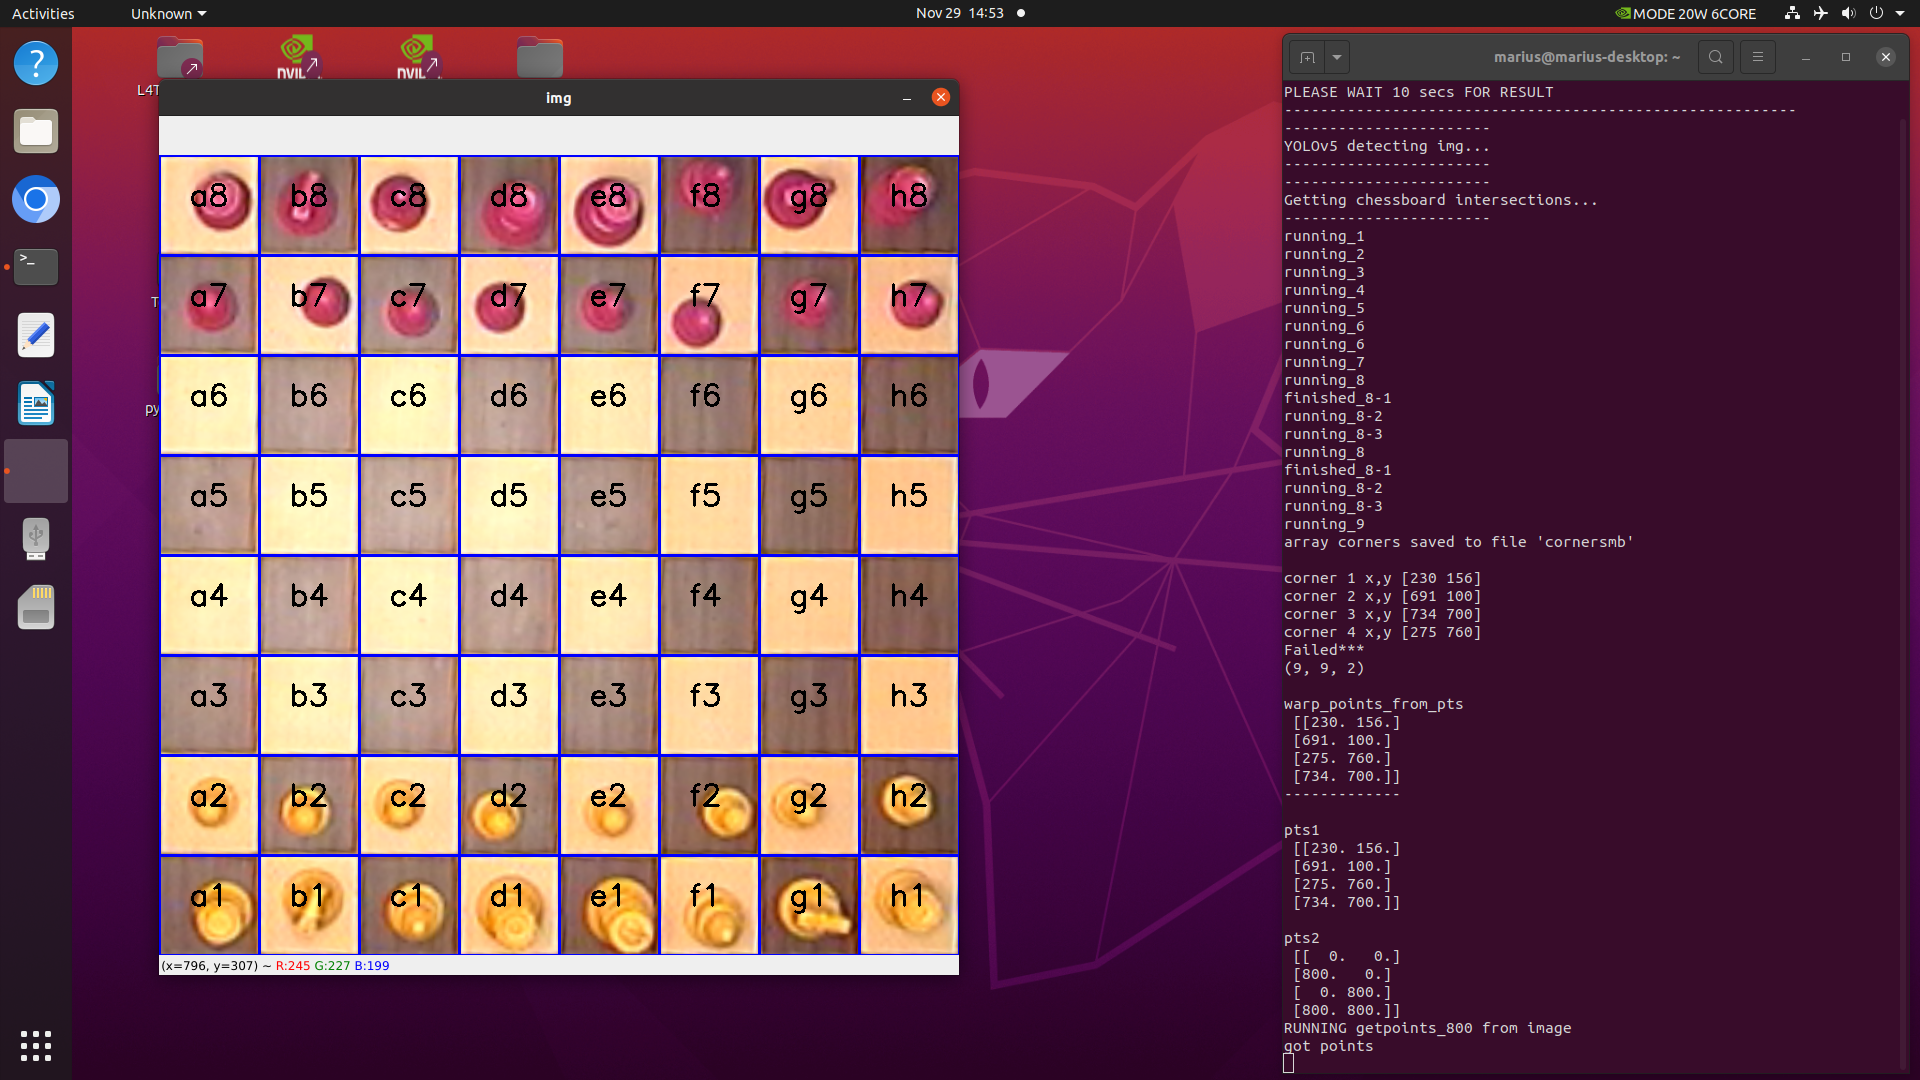 Activities
Unknown
Nov 29 14:53
MODE 20W 6CORE
L4T
NVIL
NVIL
T
py
img
a8 b8 c8 d8 e8 f8 g8 h8
a7 b7 c7 d7 e7 f7 g7 h7
a6 b6 c6 d6 e6 f6 g6 h6
a5 b5 c5 d5 e5 f5 g5 h5
a4 b4 c4 d4 e4 f4 g4 h4
a3 b3 c3 d3 e3 f3 g3 h3
a2 b2 c2 d2 e2 f2 g2 h2
a1 b1 c1 d1 e1 f1 g1 h1
(x=796, y=307) ~ R:245 G:227 B:199
marius@marius-desktop: ~
PLEASE WAIT 10 secs FOR RESULT
---------------------------------------------------------
-----------------------
YOLOv5 detecting img...
-----------------------
-----------------------
Getting chessboard intersections...
-----------------------
running_1
running_2
running_3
running_4
running_5
running_6
running_6
running_7
running_8
finished_8-1
running_8-2
running_8-3
running_8
finished_8-1
running_8-2
running_8-3
running_9
array corners saved to file 'cornersmb'
corner 1 x,y [230 156]
corner 2 x,y [691 100]
corner 3 x,y [734 700]
corner 4 x,y [275 760]
Failed***
(9, 9, 2)
warp_points_from_pts
[[230. 156.]
[691. 100.]
[275. 760.]
[734. 700.]]
-------------
pts1
[[230. 156.]
[691. 100.]
[275. 760.]
[734. 700.]]
pts2
[[  0.   0.]
[800.   0.]
[  0. 800.]
[800. 800.]]
RUNNING getpoints_800 from image
got points